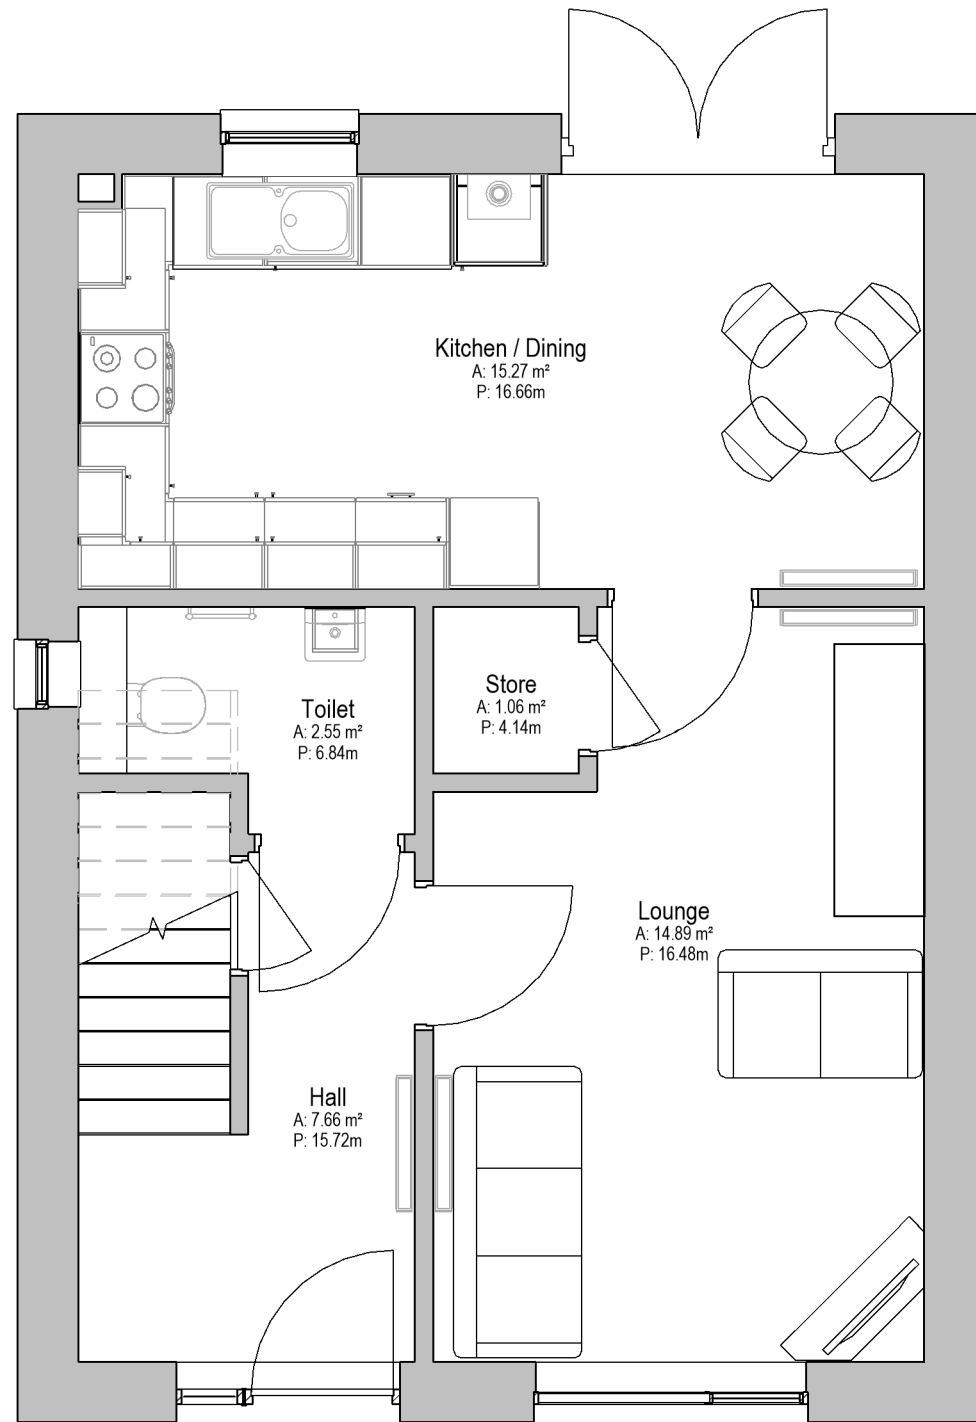 Kitchen / Dining
A: 15.27 m²
P: 16.66m
Toilet
A: 2.55 m²
P: 6.84m
Store
A: 1.06 m²
P: 4.14m
Lounge
A: 14.89 m²
P: 16.48m
Hall
A: 7.66 m²
P: 15.72m